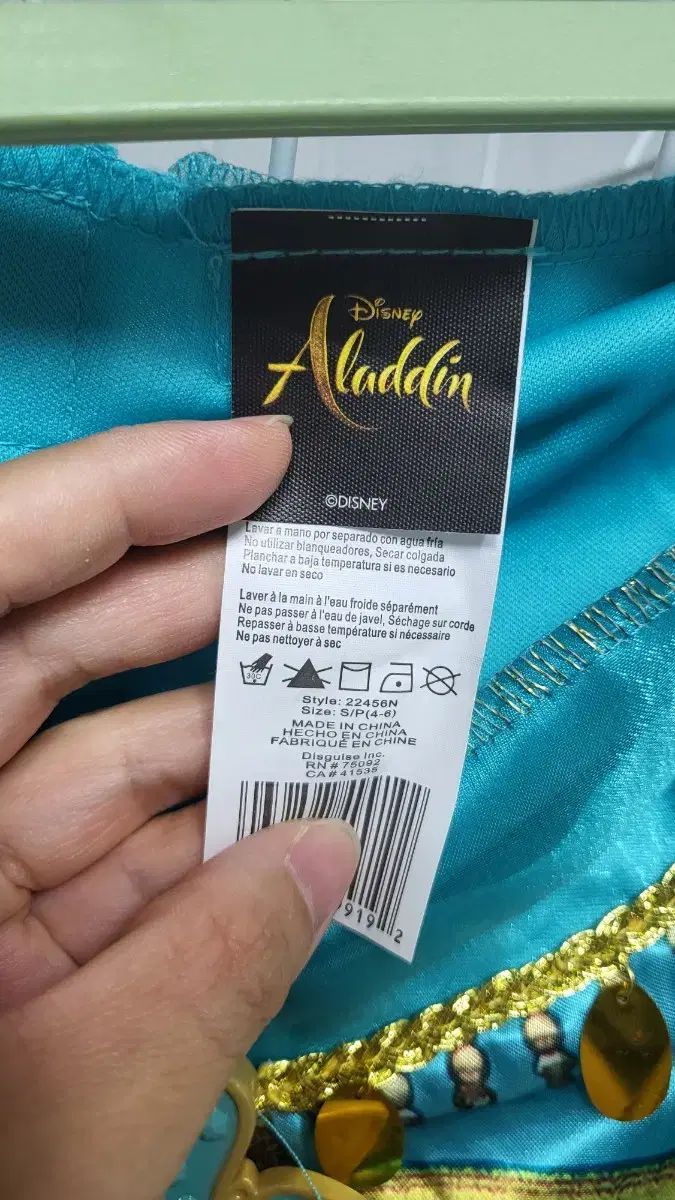 Disney
Aladdin
©DISNEY
Lavar a mano por separado con agua fría
No utilizar blanqueadores, Secar colgada
Planchar a baja temperatura si es necesario
No lavar en seco
Laver à la main à l'eau froide séparément
Ne pas passer à l'eau de javel, Séchage sur corde
Repasser à basse température si nécessaire
Ne pas nettoyer à sec
30C
Style: 22456N
Size: S/P(4-6)
MADE IN CHINA
HECHO EN CHINA
FABRIQUÉ EN CHINE
Disguise Inc.
RN # 75092
CA# 41535
919 2